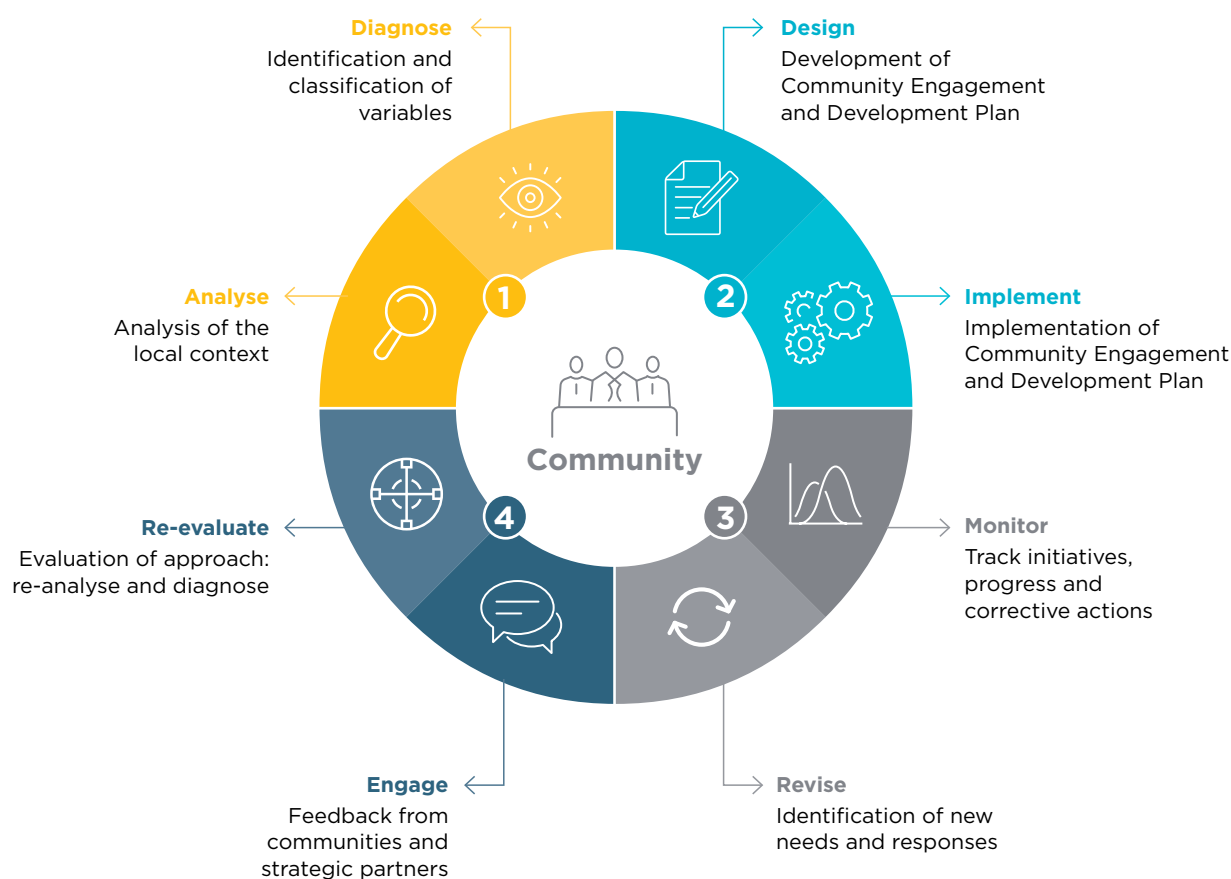 Diagnose
Identification and
classification of
variables
Design
Development of
Community Engagement
and Development Plan
Analyse
Analysis of the
local context
1
2
Implement
Implementation of
Community Engagement
and Development Plan
Community
Re-evaluate
Evaluation of approach:
re-analyse and diagnose
4
3
Monitor
Track initiatives,
progress and
corrective actions
Engage
Feedback from
communities and
strategic partners
Revise
Identification of new
needs and responses